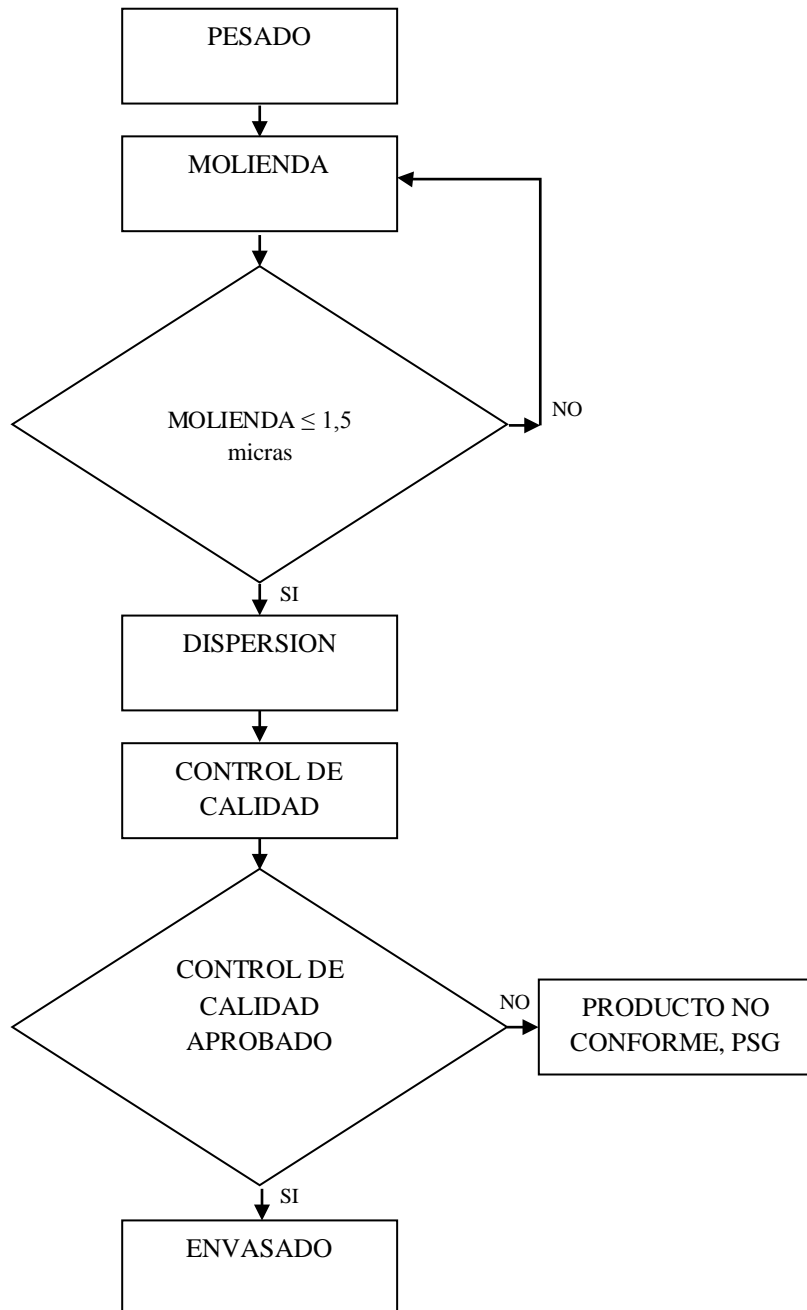 PESADO
MOLIENDA
MOLIENDA ≤ 1,5
micras
NO
SI
DISPERSION
CONTROL DE
CALIDAD
CONTROL DE
CALIDAD
APROBADO
NO
PRODUCTO NO
CONFORME, PSG
SI
ENVASADO